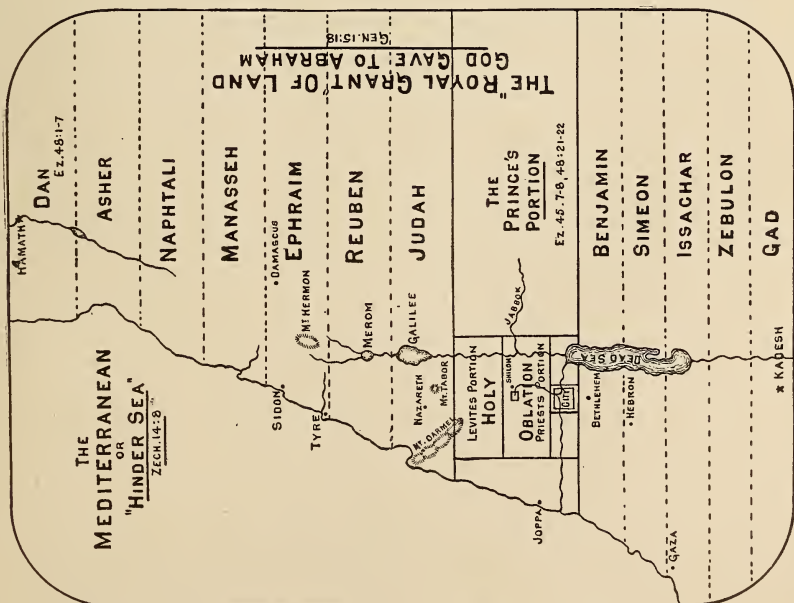 THE "ROYAL GRANT" OF LAND
GOD GAVE TO ABRAHAM
GEN.15:18
HAMATH
DAN
EZ.48:1-7
ASHER
NAPHTALI
MANASSEH
DAMASCUS
EPHRAIM
MT HERMON
REUBEN
MEROM
JUDAH
GALILEE
THE
MEDITERRANEAN
OR
"HINDER SEA"
ZECH.14:8
SIDON
TYRE
NAZARETH
MT. TABOR
MT. CARMEL
THE
PRINCE'S
PORTION
EZ.45:7-8, 48:21-22
JABBOK
LEVITES PORTION
HOLY
SHILOH
OBLATION
PRIESTS PORTION
CITY
JOPPA
BENJAMIN
DEAD SEA
BETHLEHEM
SIMEON
HEBRON
ISSACHAR
GAZA
ZEBULON
GAD
KADESH